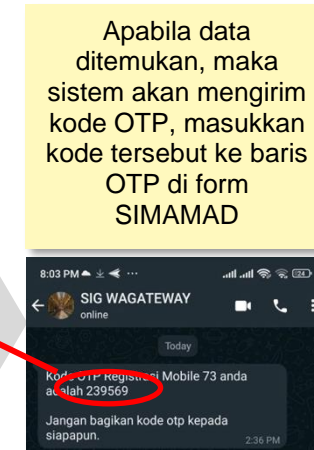 Apabila data
ditemukan, maka
sistem akan mengirim
kode OTP, masukkan
kode tersebut ke baris
OTP di form
SIMAMAD
8:03 PM
SIG WAGATEWAY
online
Today
Kode OTP Registrasi Mobile 73 anda
adalah 239569
Jangan bagikan kode otp kepada
siapapun.
2:36 PM